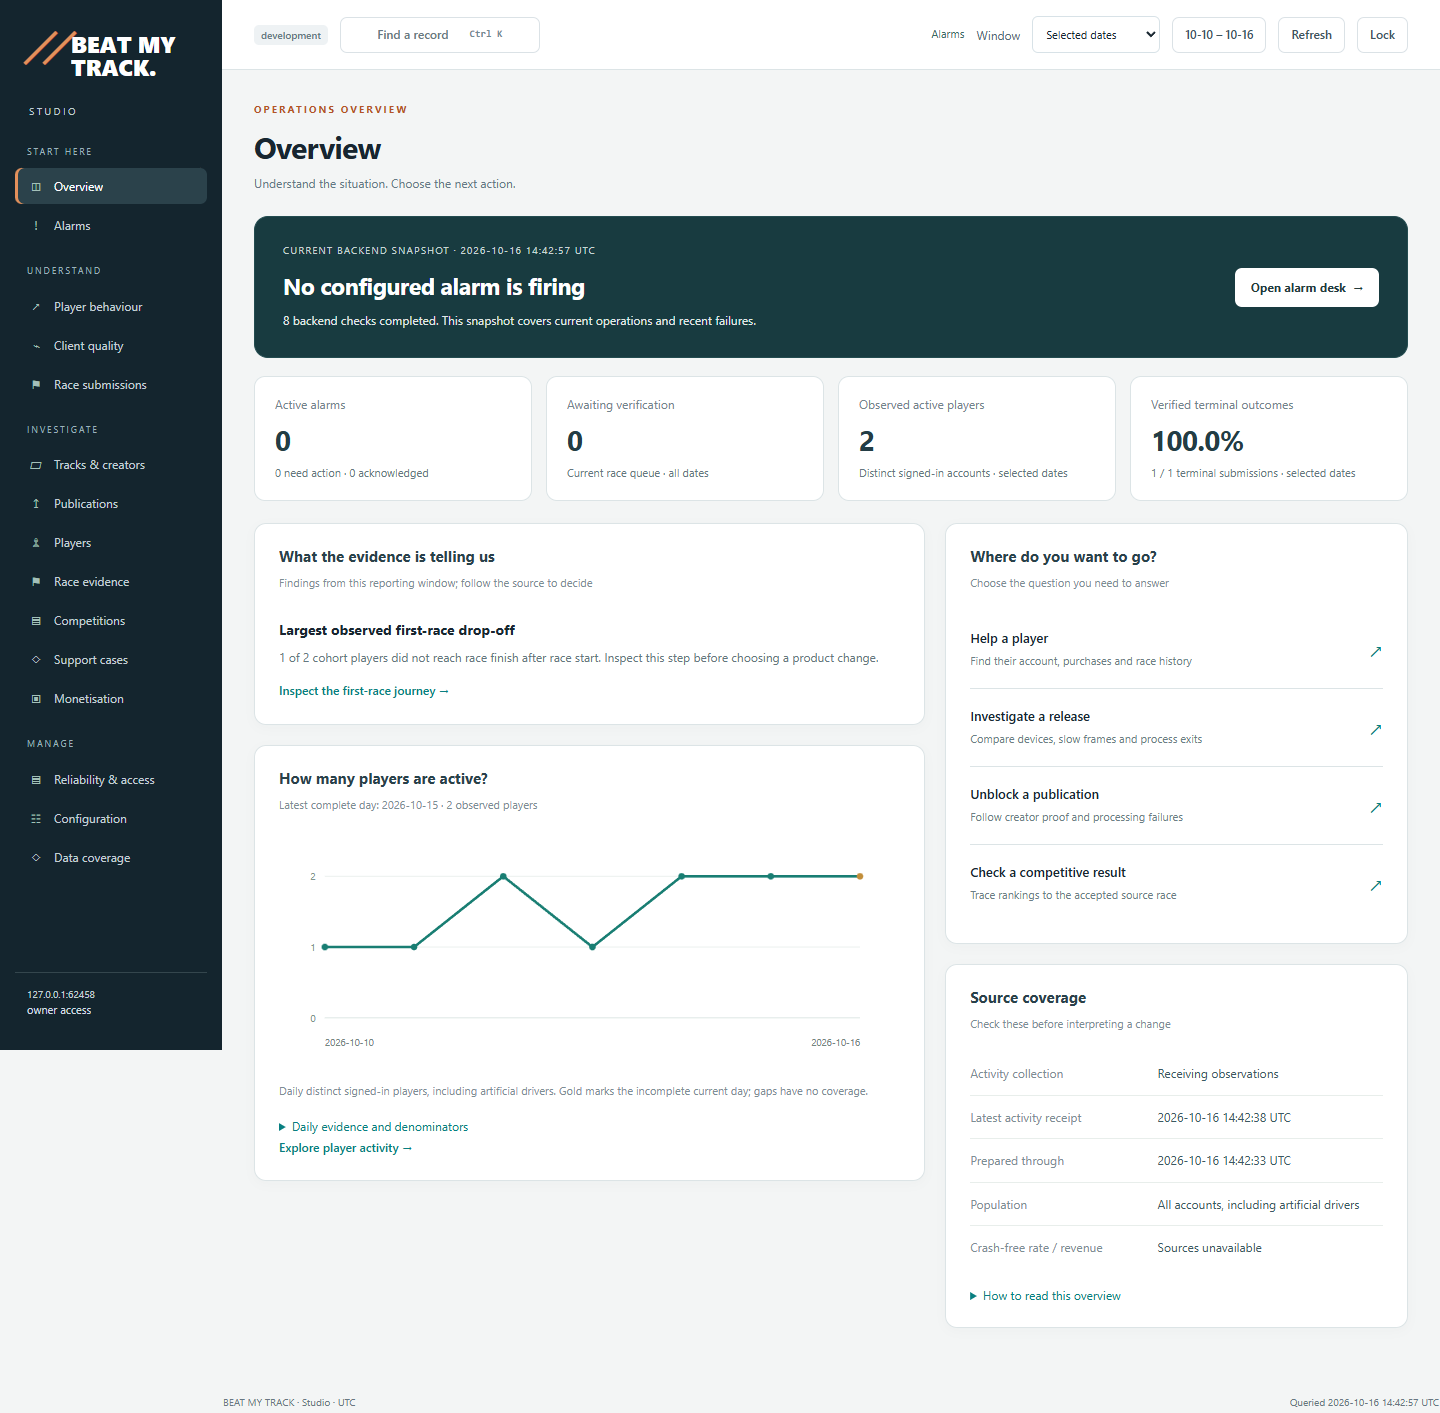 BEAT MY
TRACK.
STUDIO
START HERE
Overview
! Alarms
UNDERSTAND
Player behaviour
Client quality
Race submissions
INVESTIGATE
Tracks & creators
Publications
Players
Race evidence
Competitions
Support cases
Monetisation
MANAGE
Reliability & access
Configuration
Data coverage
127.0.0.1:62458
owner access
development
Find a record Ctrl K
Alarms Window Selected dates 10-10 – 10-16 Refresh Lock
OPERATIONS OVERVIEW
Overview
Understand the situation. Choose the next action.
CURRENT BACKEND SNAPSHOT · 2026-10-16 14:42:57 UTC
No configured alarm is firing
8 backend checks completed. This snapshot covers current operations and recent failures.
Open alarm desk →
Active alarms
0
0 need action · 0 acknowledged
Awaiting verification
0
Current race queue · all dates
Observed active players
2
Distinct signed-in accounts · selected dates
Verified terminal outcomes
100.0%
1 / 1 terminal submissions · selected dates
What the evidence is telling us
Findings from this reporting window; follow the source to decide
Largest observed first-race drop-off
1 of 2 cohort players did not reach race finish after race start. Inspect this step before choosing a product change.
Inspect the first-race journey →
How many players are active?
Latest complete day: 2026-10-15 · 2 observed players
2
1
0
2026-10-10 2026-10-16
Daily distinct signed-in players, including artificial drivers. Gold marks the incomplete current day; gaps have no coverage.
▶ Daily evidence and denominators
Explore player activity →
Where do you want to go?
Choose the question you need to answer
Help a player
Find their account, purchases and race history
↗
Investigate a release
Compare devices, slow frames and process exits
↗
Unblock a publication
Follow creator proof and processing failures
↗
Check a competitive result
Trace rankings to the accepted source race
↗
Source coverage
Check these before interpreting a change
Activity collection Receiving observations
Latest activity receipt 2026-10-16 14:42:38 UTC
Prepared through 2026-10-16 14:42:33 UTC
Population All accounts, including artificial drivers
Crash-free rate / revenue Sources unavailable
▶ How to read this overview
BEAT MY TRACK · Studio · UTC
Queried 2026-10-16 14:42:57 UTC